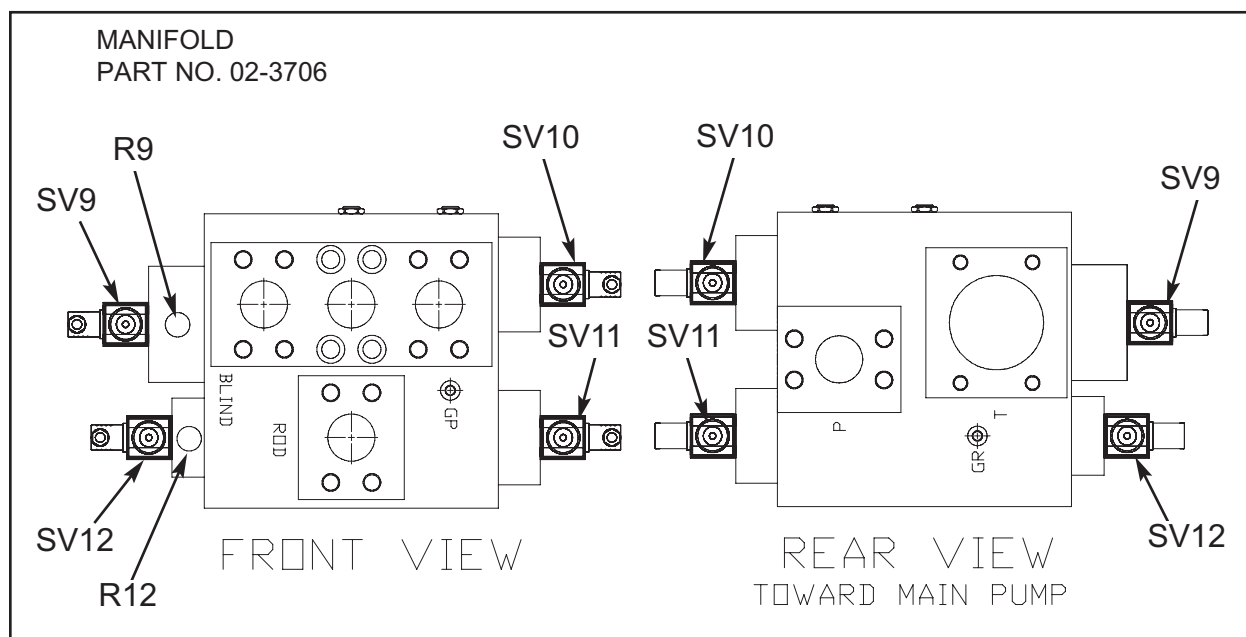 MANIFOLD
PART NO. 02-3706
R9
SV9
SV10
SV11
BLIND
ROD
GP
SV12
R12
FRONT VIEW
SV10
SV9
SV11
P
T
GR
SV12
REAR VIEW
TOWARD MAIN PUMP